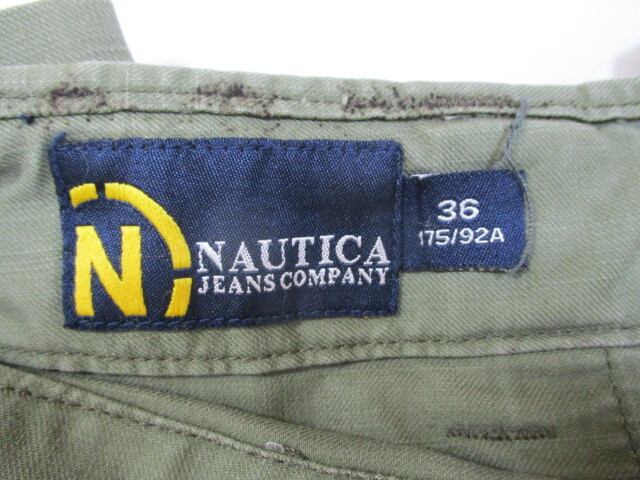 N
NAUTICA
JEANS COMPANY
36
175/92A